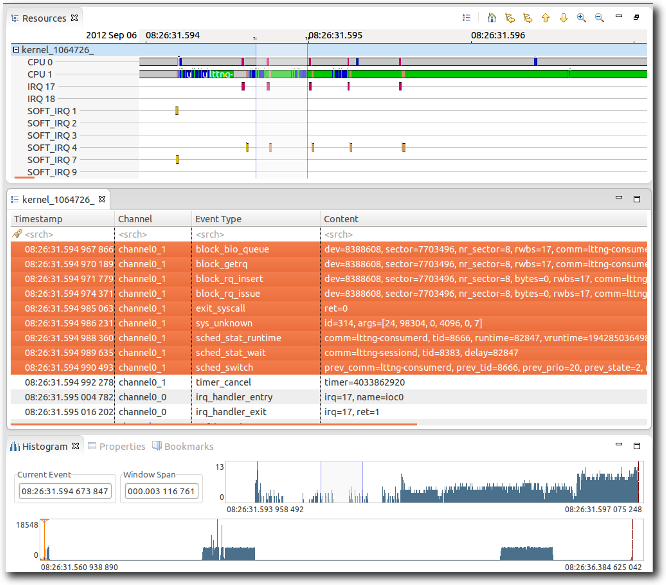 Resources
2012 Sep 06 08:26:31.594 08:26:31.595 08:26:31.596
kernel_1064726_
CPU 0
CPU 1 lttng-
IRQ 17
IRQ 18
SOFT_IRQ 1
SOFT_IRQ 2
SOFT_IRQ 3
SOFT_IRQ 4
SOFT_IRQ 7
SOFT_IRQ 9
kernel_1064726_
Timestamp Channel Event Type Content
<srch> <srch> <srch> <srch>
08:26:31.594 967 866 channel0_1 block_bio_queue dev=8388608, sector=7703496, nr_sector=8, rwbs=17, comm=lttng-consume
08:26:31.594 970 189 channel0_1 block_getrq dev=8388608, sector=7703496, nr_sector=8, rwbs=17, comm=lttng-consume
08:26:31.594 971 779 channel0_1 block_rq_insert dev=8388608, sector=7703496, nr_sector=8, bytes=0, rwbs=17, comm=lttng-
08:26:31.594 974 371 channel0_1 block_rq_issue dev=8388608, sector=7703496, nr_sector=8, bytes=0, rwbs=17, comm=lttng-
08:26:31.594 985 063 channel0_1 exit_syscall ret=0
08:26:31.594 986 231 channel0_1 sys_unknown id=314, args=[24, 98304, 0, 4096, 0, 7]
08:26:31.594 988 360 channel0_1 sched_stat_runtime comm=lttng-consumerd, tid=8666, runtime=82847, vruntime=194285036498
08:26:31.594 989 635 channel0_1 sched_stat_wait comm=lttng-sessiond, tid=8383, delay=82847
08:26:31.594 990 493 channel0_1 sched_switch prev_comm=lttng-consumerd, prev_tid=8666, prev_prio=20, prev_state=2,
08:26:31.594 992 278 channel0_1 timer_cancel timer=4033862920
08:26:31.595 004 782 channel0_0 irq_handler_entry irq=17, name=ioc0
08:26:31.595 016 202 channel0_0 irq_handler_exit irq=17, ret=1
Histogram Properties Bookmarks
Current Event Window Span
08:26:31.594 673 847 000.003 116 761
13
0
08:26:31.593 958 492 08:26:31.597 075 248
18548
0
08:26:31.560 938 890 08:26:36.384 625 042